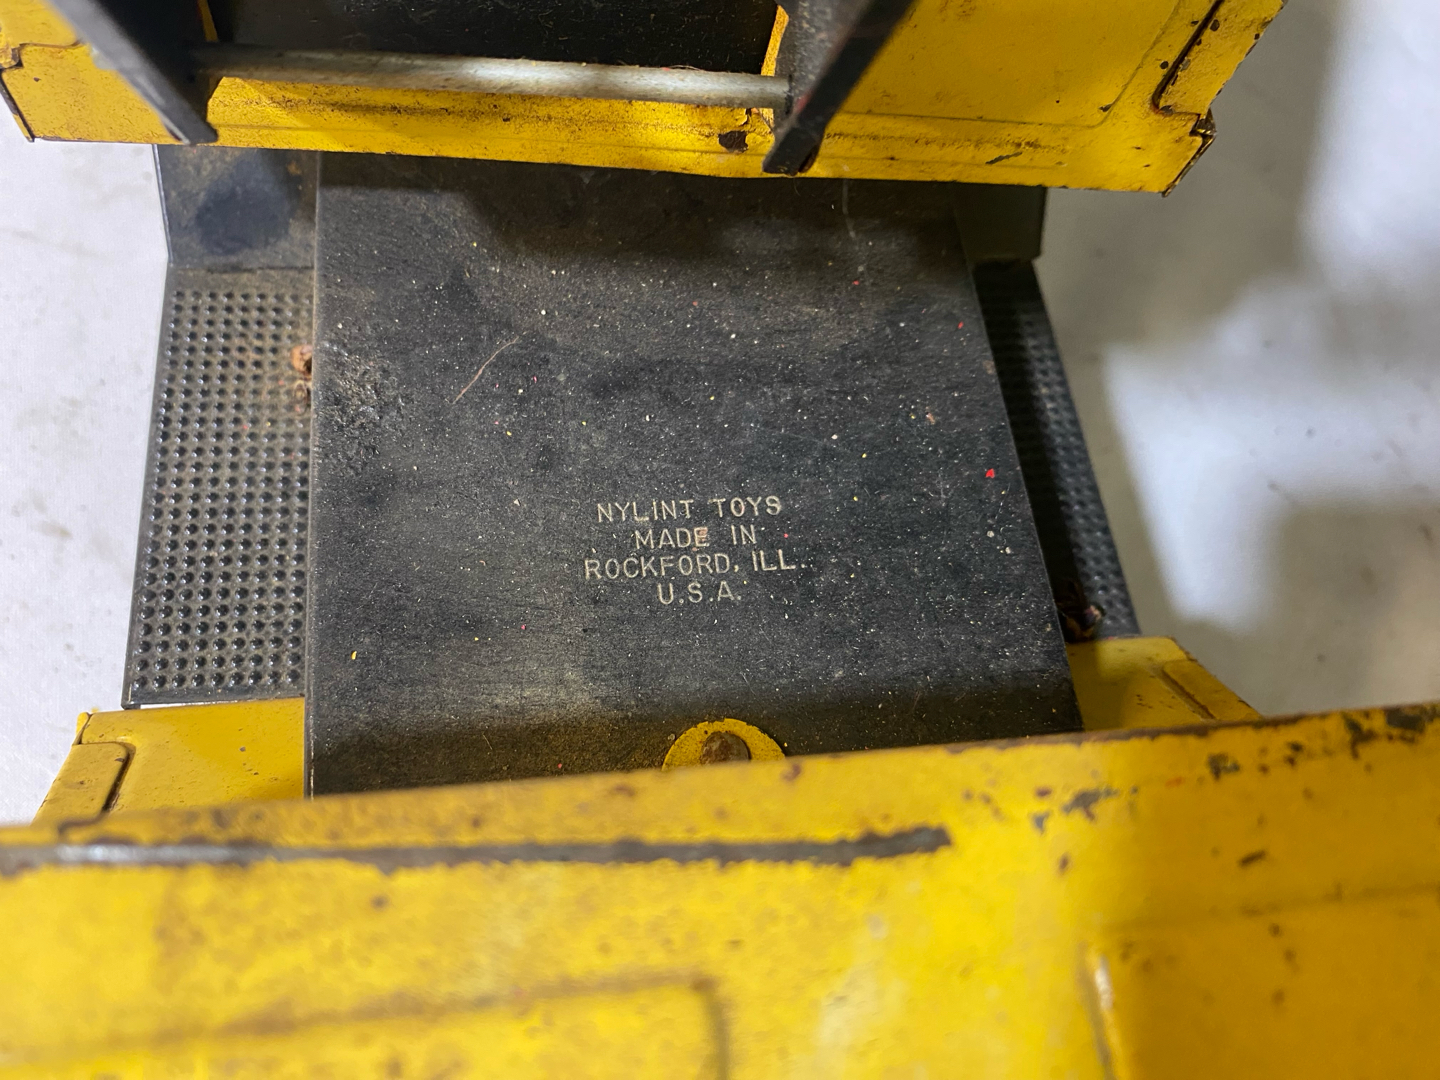 NYLINT TOYS
MADE IN
ROCKFORD, ILL.
U.S.A.